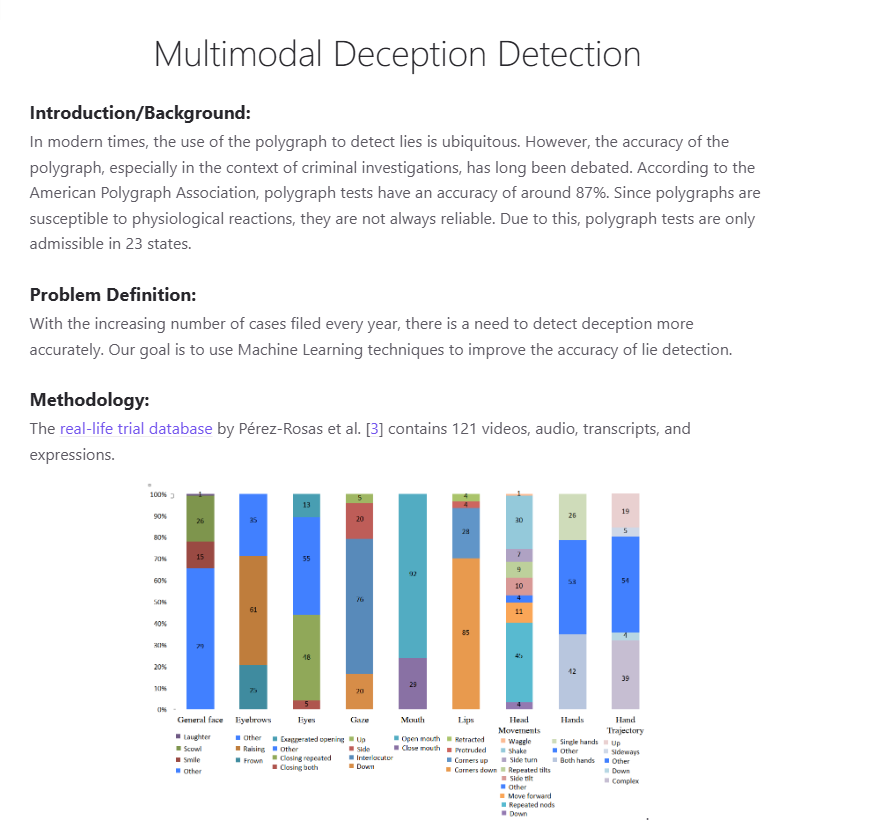 Multimodal Deception Detection
Introduction/Background:
In modern times, the use of the polygraph to detect lies is ubiquitous. However, the accuracy of the
polygraph, especially in the context of criminal investigations, has long been debated. According to the
American Polygraph Association, polygraph tests have an accuracy of around 87%. Since polygraphs are
susceptible to physiological reactions, they are not always reliable. Due to this, polygraph tests are only
admissible in 23 states.
Problem Definition:
With the increasing number of cases filed every year, there is a need to detect deception more
accurately. Our goal is to use Machine Learning techniques to improve the accuracy of lie detection.
Methodology:
The real-life trial database by Pérez-Rosas et al. [3] contains 121 videos, audio, transcripts, and
expressions.
100%
90%
80%
70%
60%
50%
40%
30%
20%
10%
0%
1
26
15
29
35
61
25
13
55
48
5
5
20
76
20
92
29
4
4
28
85
1
30
7
9
10
4
11
45
4
26
53
42
19
5
54
4
39
General face
Eyebrows
Eyes
Gaze
Mouth
Lips
Head
Movements
Hands
Hand
Trajectory
Laughter
Scowl
Smile
Other
Other
Raising
Frown
Exaggerated opening
Other
Closing repeated
Closing both
Up
Side
Interlocutor
Down
Open mouth
Close mouth
Retracted
Protruded
Corners up
Corners down
Waggle
Shake
Side turn
Repeated tilts
Side tilt
Other
Move forward
Repeated nods
Down
Single hands
Other
Both hands
Up
Sideways
Other
Down
Complex